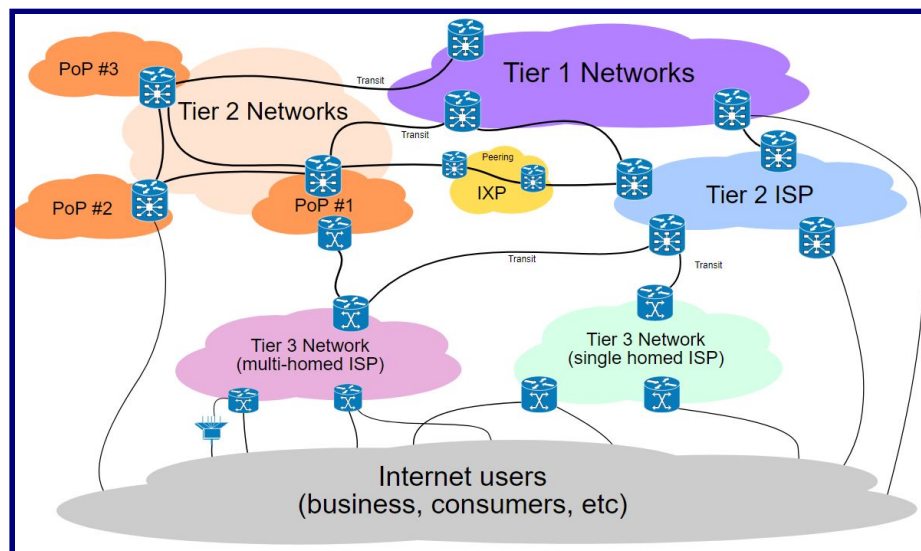 PoP #3
Transit
Tier 1 Networks
Tier 2 Networks
Transit
Peering
IXP
PoP #2
PoP #1
Tier 2 ISP
Transit
Transit
Tier 3 Network
(multi-homed ISP)
Tier 3 Network
(single homed ISP)
Internet users
(business, consumers, etc)